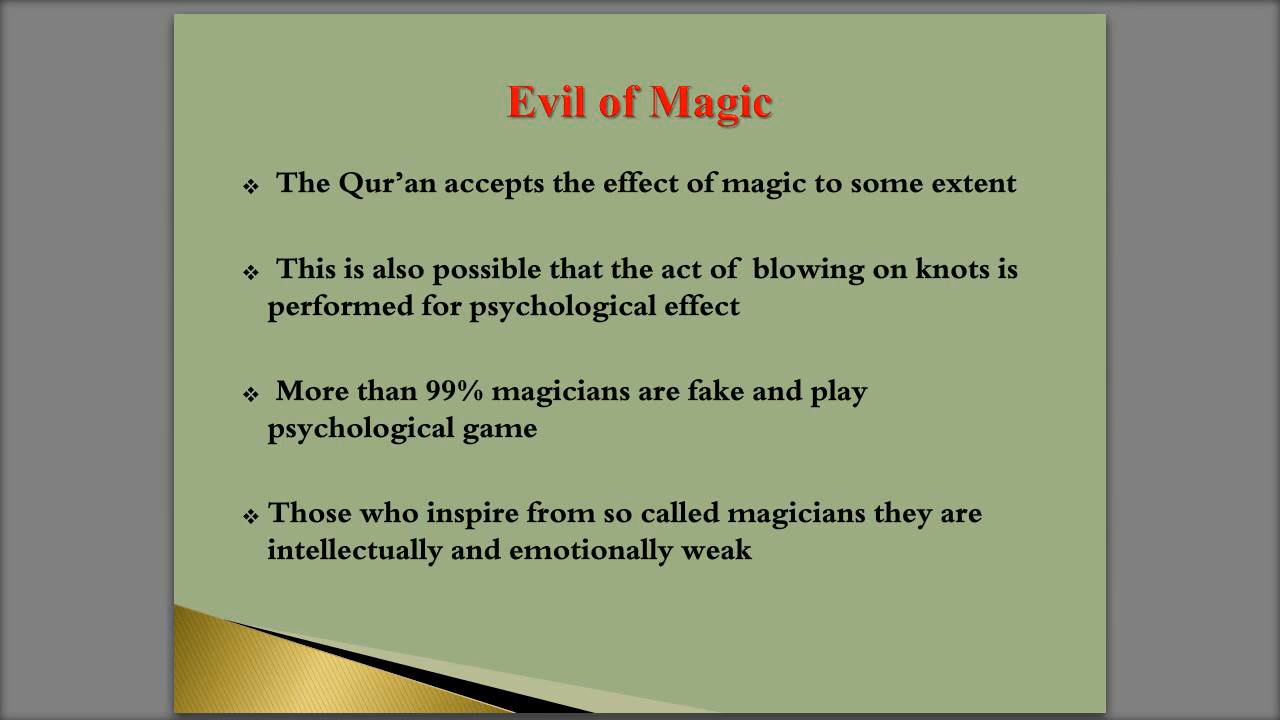 Evil of Magic
❖ The Qur’an accepts the effect of magic to some extent
❖ This is also possible that the act of blowing on knots is
performed for psychological effect
❖ More than 99% magicians are fake and play
psychological game
❖ Those who inspire from so called magicians they are
intellectually and emotionally weak